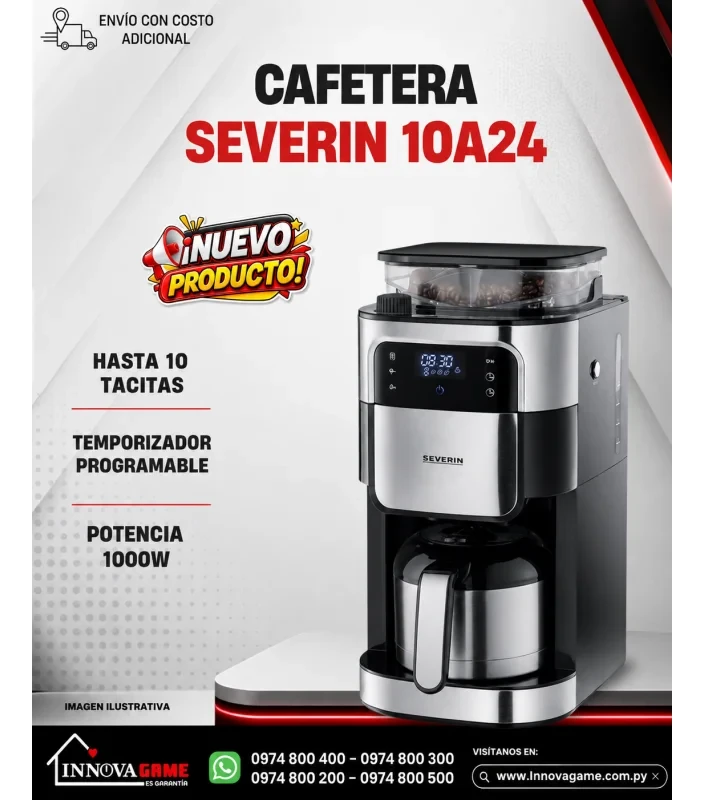 ENVÍO CON COSTO
ADICIONAL
CAFETERA
SEVERIN 10A24
¡NUEVO
PRODUCTO!
HASTA 10
TACITAS
TEMPORIZADOR
PROGRAMABLE
POTENCIA
1000W
08:30
SEVERIN
IMAGEN ILUSTRATIVA
INNOVA GAME
ES GARANTÍA
0974 800 400 - 0974 800 300
0974 800 200 - 0974 800 500
VISÍTANOS EN:
www.Innovagame.com.py